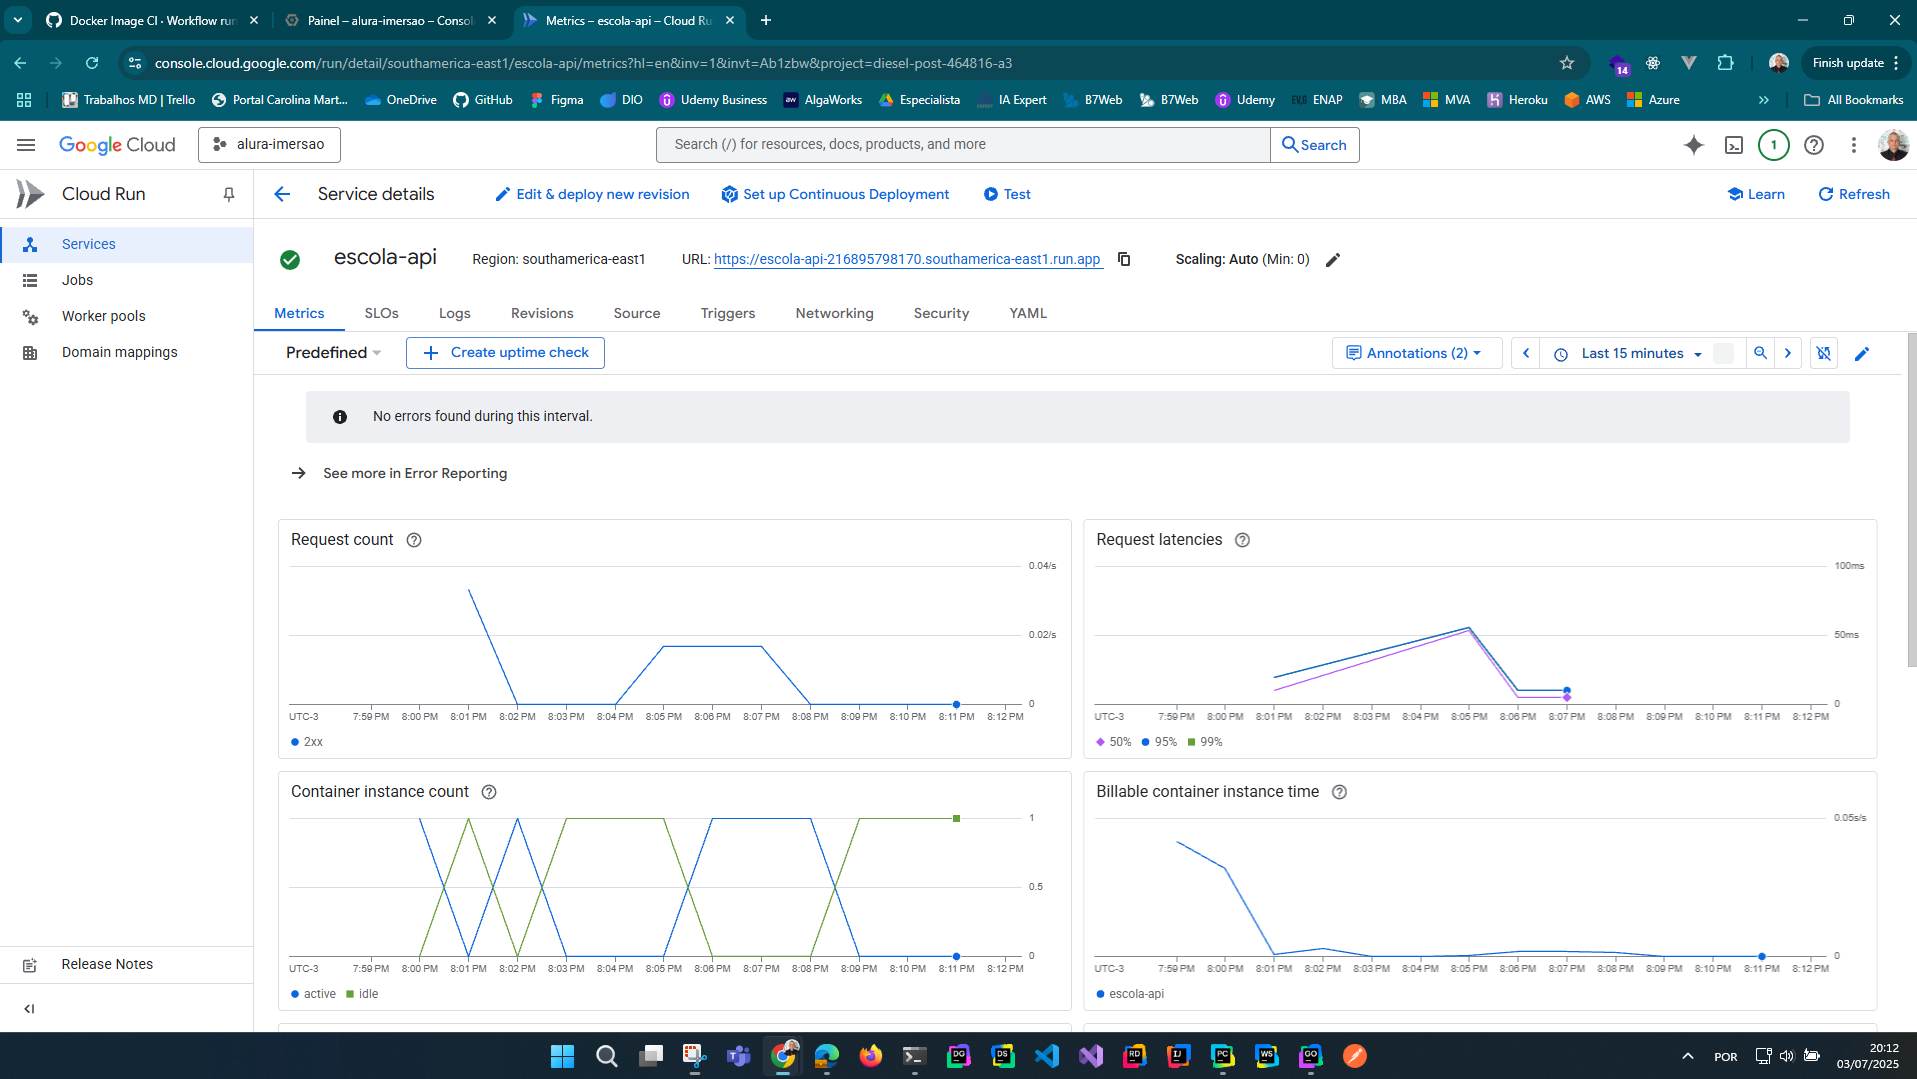 Docker Image CI · Workflow run
Painel – alura-imersao – Consol
Metrics – escola-api – Cloud Ru
console.cloud.google.com/run/detail/southamerica-east1/escola-api/metrics?hl=en&inv=1&invt=Ab1zbw&project=diesel-post-464816-a3
14
Finish update
Trabalhos MD | Trello
Portal Carolina Mart...
OneDrive
GitHub
Figma
DIO
Udemy Business
AlgaWorks
Especialista
IA Expert
B7Web
B7Web
Udemy
ENAP
MBA
MVA
Heroku
AWS
Azure
All Bookmarks
Google Cloud
alura-imersao
Search (/) for resources, docs, products, and more
Search
1
Cloud Run
Service details
Edit & deploy new revision
Set up Continuous Deployment
Test
Learn
Refresh
Services
Jobs
Worker pools
Domain mappings
Release Notes
escola-api
Region: southamerica-east1
URL: https://escola-api-216895798170.southamerica-east1.run.app
Scaling: Auto (Min: 0)
Metrics
SLOs
Logs
Revisions
Source
Triggers
Networking
Security
YAML
Predefined
Create uptime check
Annotations (2)
Last 15 minutes
No errors found during this interval.
See more in Error Reporting
Request count
0.04/s
0.02/s
0
UTC-3 7:59 PM 8:00 PM 8:01 PM 8:02 PM 8:03 PM 8:04 PM 8:05 PM 8:06 PM 8:07 PM 8:08 PM 8:09 PM 8:10 PM 8:11 PM 8:12 PM
2xx
Request latencies
100ms
50ms
0
UTC-3 7:59 PM 8:00 PM 8:01 PM 8:02 PM 8:03 PM 8:04 PM 8:05 PM 8:06 PM 8:07 PM 8:08 PM 8:09 PM 8:10 PM 8:11 PM 8:12 PM
50% 95% 99%
Container instance count
1
0.5
0
UTC-3 7:59 PM 8:00 PM 8:01 PM 8:02 PM 8:03 PM 8:04 PM 8:05 PM 8:06 PM 8:07 PM 8:08 PM 8:09 PM 8:10 PM 8:11 PM 8:12 PM
active idle
Billable container instance time
0.05s/s
0
UTC-3 7:59 PM 8:00 PM 8:01 PM 8:02 PM 8:03 PM 8:04 PM 8:05 PM 8:06 PM 8:07 PM 8:08 PM 8:09 PM 8:10 PM 8:11 PM 8:12 PM
escola-api
DG
DS
RD
IJ
PC
WS
GO
POR
20:12
03/07/2025